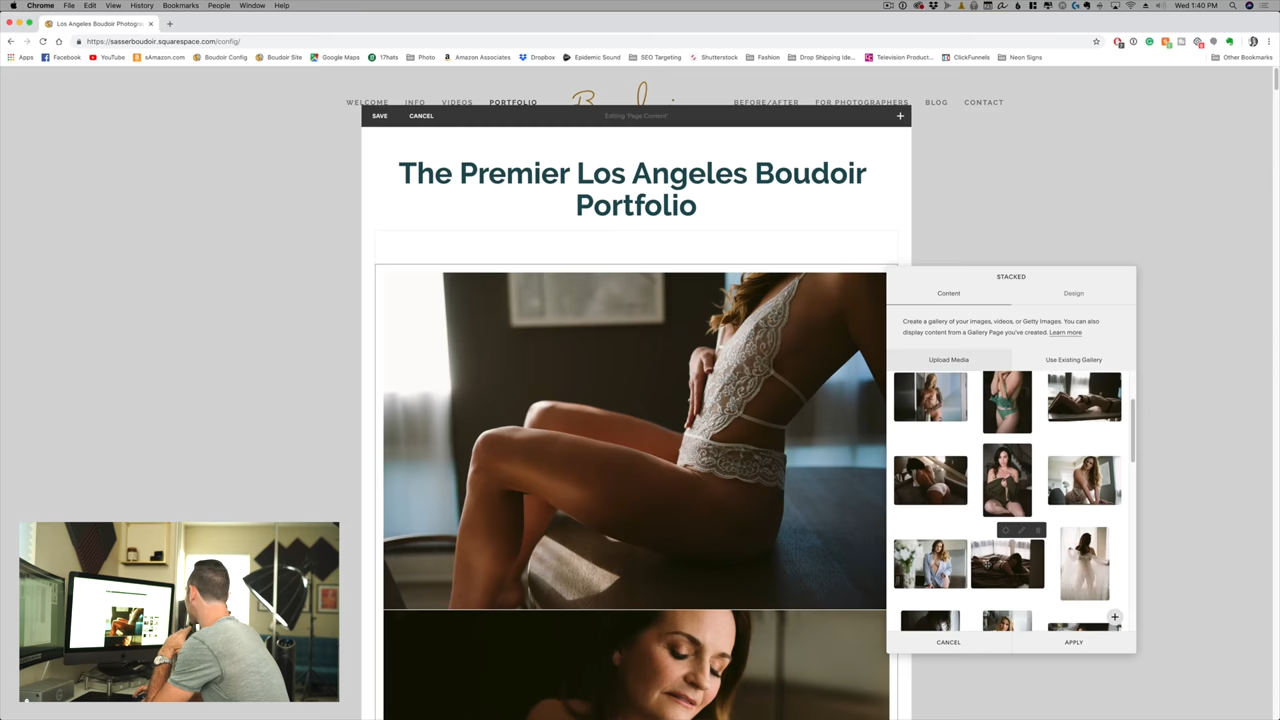 Chrome File Edit View History Bookmarks People Window Help Wed 1:40 PM
Los Angeles Boudoir Photogra
https://sasserboudoir.squarespace.com/config/
Apps Facebook YouTube sAmazon.com Boudoir Config Boudoir Site Google Maps 17hats Photo Amazon Associates Dropbox Epidemic Sound SEO Targeting Shutterstock Fashion Drop Shipping Ide... Television Product... ClickFunnels Neon Signs Other Bookmarks
WELCOME INFO VIDEOS PORTFOLIO BEFORE/AFTER FOR PHOTOGRAPHERS BLOG CONTACT
SAVE CANCEL Editing 'Page Content'
The Premier Los Angeles Boudoir
Portfolio
STACKED
Content Design
Create a gallery of your images, videos, or Getty Images. You can also
display content from a Gallery Page you've created. Learn more
Upload Media Use Existing Gallery
CANCEL APPLY